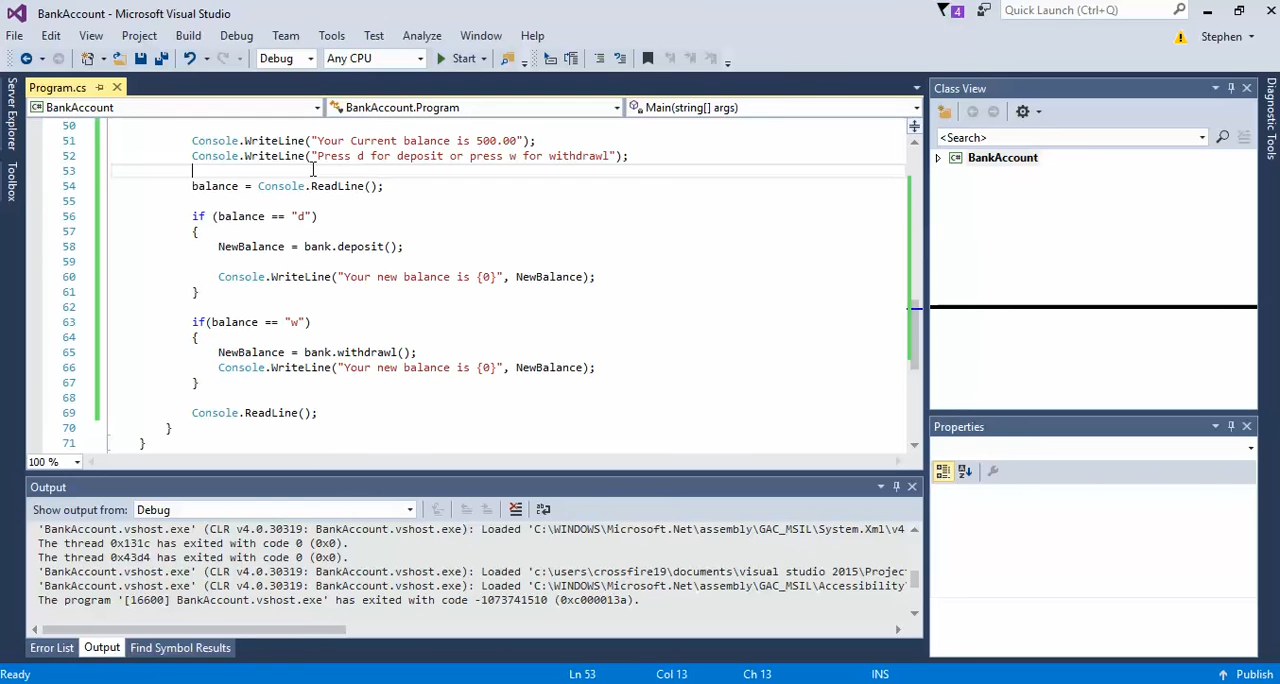 BankAccount - Microsoft Visual Studio
4
Quick Launch (Ctrl+Q)
File Edit View Project Build Debug Team Tools Test Analyze Window Help
Stephen
Debug Any CPU Start
Server Explorer
Toolbox
Program.cs
BankAccount BankAccount.Program Main(string[] args)
50
51 Console.WriteLine("Your Current balance is 500.00");
52 Console.WriteLine("Press d for deposit or press w for withdrawl");
53
54 balance = Console.ReadLine();
55
56 if (balance == "d")
57 {
58 NewBalance = bank.deposit();
59
60 Console.WriteLine("Your new balance is {0}", NewBalance);
61 }
62
63 if(balance == "w")
64 {
65 NewBalance = bank.withdrawl();
66 Console.WriteLine("Your new balance is {0}", NewBalance);
67 }
68
69 Console.ReadLine();
70 }
71 }
100 %
Class View
<Search>
BankAccount
Diagnostic Tools
Properties
Output
Show output from: Debug
'BankAccount.vshost.exe' (CLR v4.0.30319: BankAccount.vshost.exe): Loaded 'C:\WINDOWS\Microsoft.Net\assembly\GAC_MSIL\System.Xml\v4
The thread 0x131c has exited with code 0 (0x0).
The thread 0x43d4 has exited with code 0 (0x0).
'BankAccount.vshost.exe' (CLR v4.0.30319: BankAccount.vshost.exe): Loaded 'c:\users\crossfire19\documents\visual studio 2015\Projec
'BankAccount.vshost.exe' (CLR v4.0.30319: BankAccount.vshost.exe): Loaded 'C:\WINDOWS\Microsoft.Net\assembly\GAC_MSIL\Accessibility
The program '[16600] BankAccount.vshost.exe' has exited with code -1073741510 (0xc000013a).
Error List Output Find Symbol Results
Ready Ln 53 Col 13 Ch 13 INS Publish